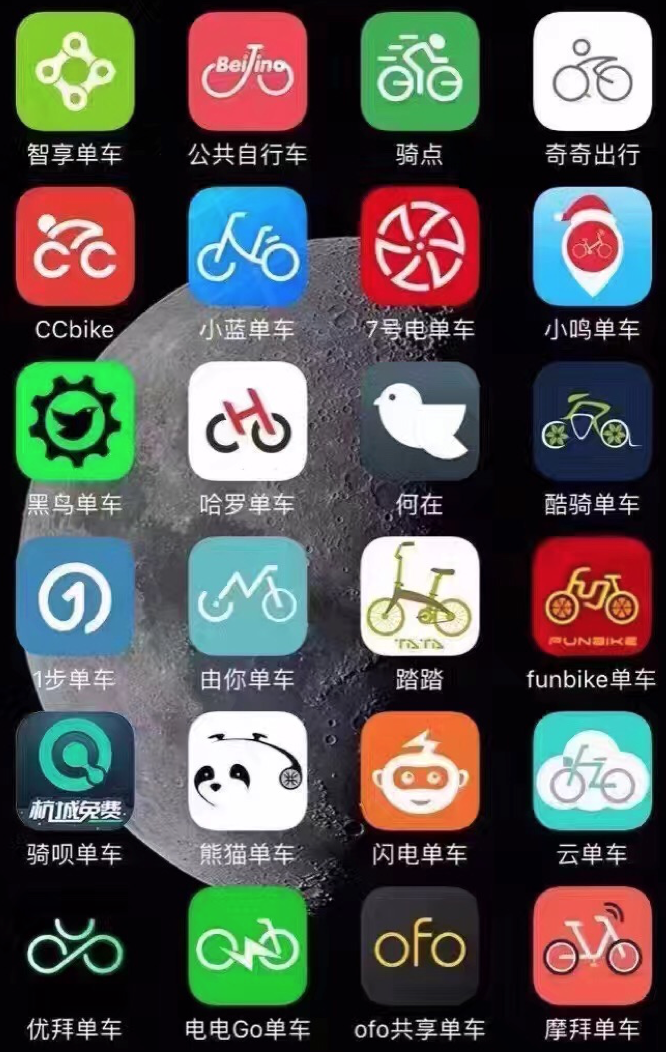 BeiJing
智享单车
公共自行车
骑点
奇奇出行
CCbike
小蓝单车
7号电单车
小鸣单车
H
黑鸟单车
哈罗单车
何在
酷骑单车
1
TATA
fun
FUNBIKE
1步单车
由你单车
踏踏
funbike单车
杭城免费
骑呗单车
熊猫单车
闪电单车
云单车
ofo
优拜单车
电电Go单车
ofo共享单车
摩拜单车